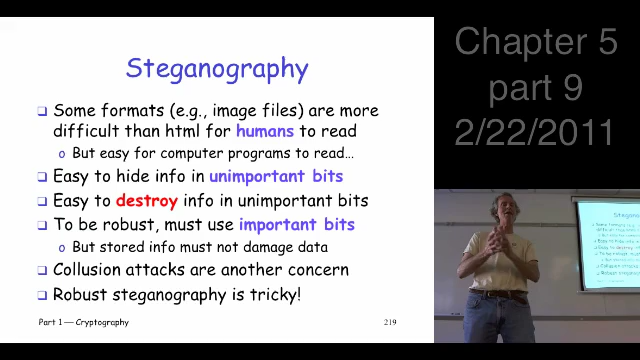 Steganography
Some formats (e.g., image files) are more
difficult than html for humans to read
But easy for computer programs to read…
Easy to hide info in unimportant bits
Easy to destroy info in unimportant bits
To be robust, must use important bits
But stored info must not damage data
Collusion attacks are another concern
Robust steganography is tricky!
Part 1 — Cryptography
219
Chapter 5
part 9
2/22/2011